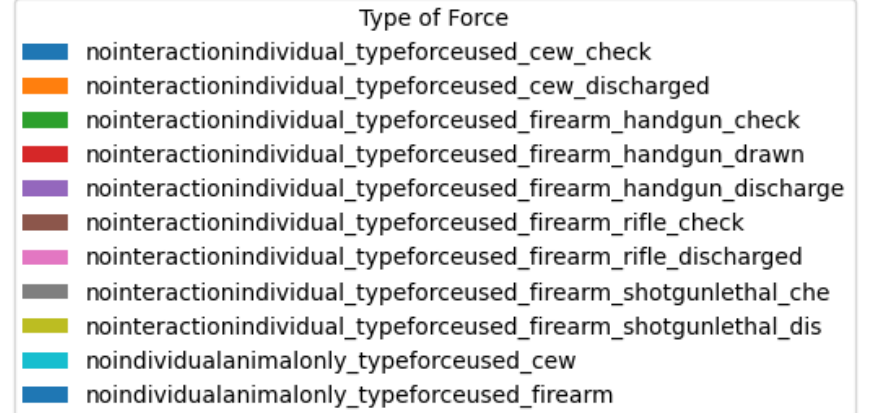 Type of Force
nointeractionindividual_typeforceused_cew_check
nointeractionindividual_typeforceused_cew_discharged
nointeractionindividual_typeforceused_firearm_handgun_check
nointeractionindividual_typeforceused_firearm_handgun_drawn
nointeractionindividual_typeforceused_firearm_handgun_discharge
nointeractionindividual_typeforceused_firearm_rifle_check
nointeractionindividual_typeforceused_firearm_rifle_discharged
nointeractionindividual_typeforceused_firearm_shotgunlethal_che
nointeractionindividual_typeforceused_firearm_shotgunlethal_dis
noindividualanimalonly_typeforceused_cew
noindividualanimalonly_typeforceused_firearm